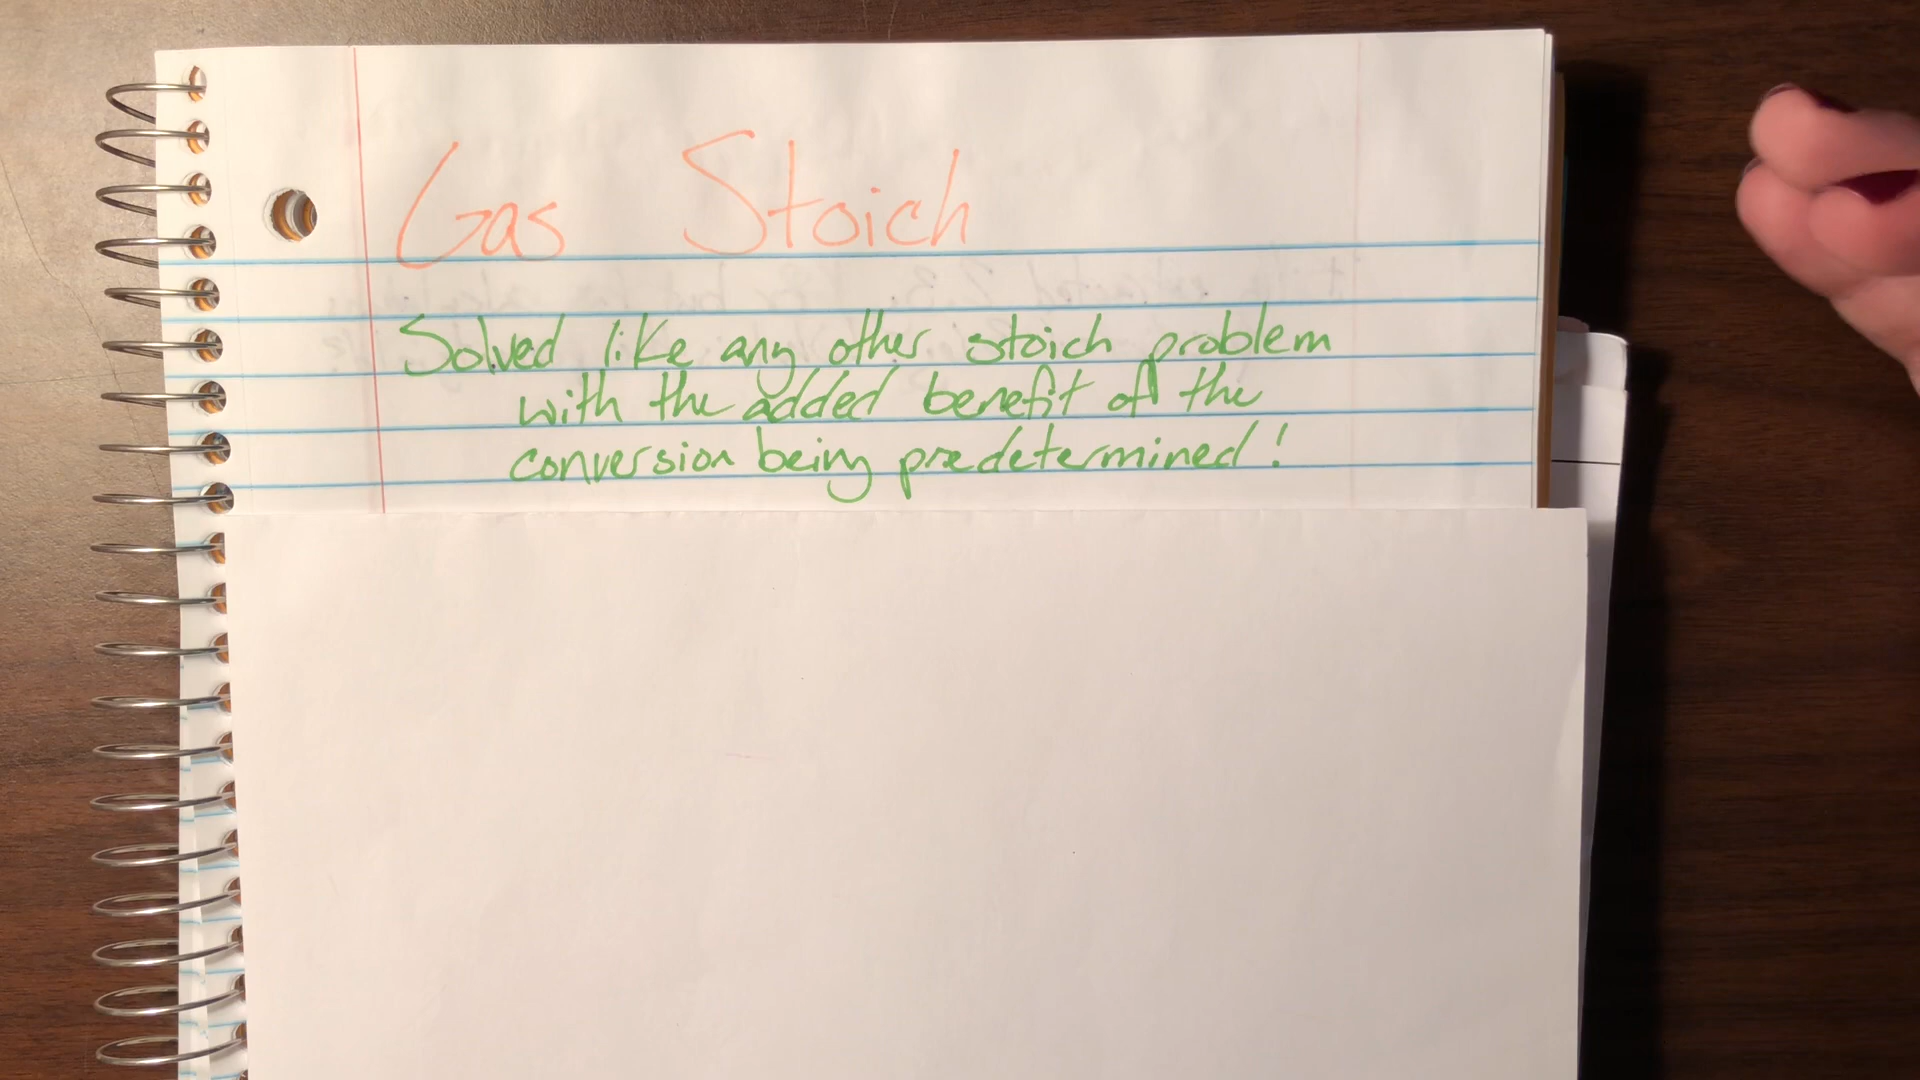 Gas Stoich
Solved like any other stoich problem
with the added benefit of the
conversion being predetermined!